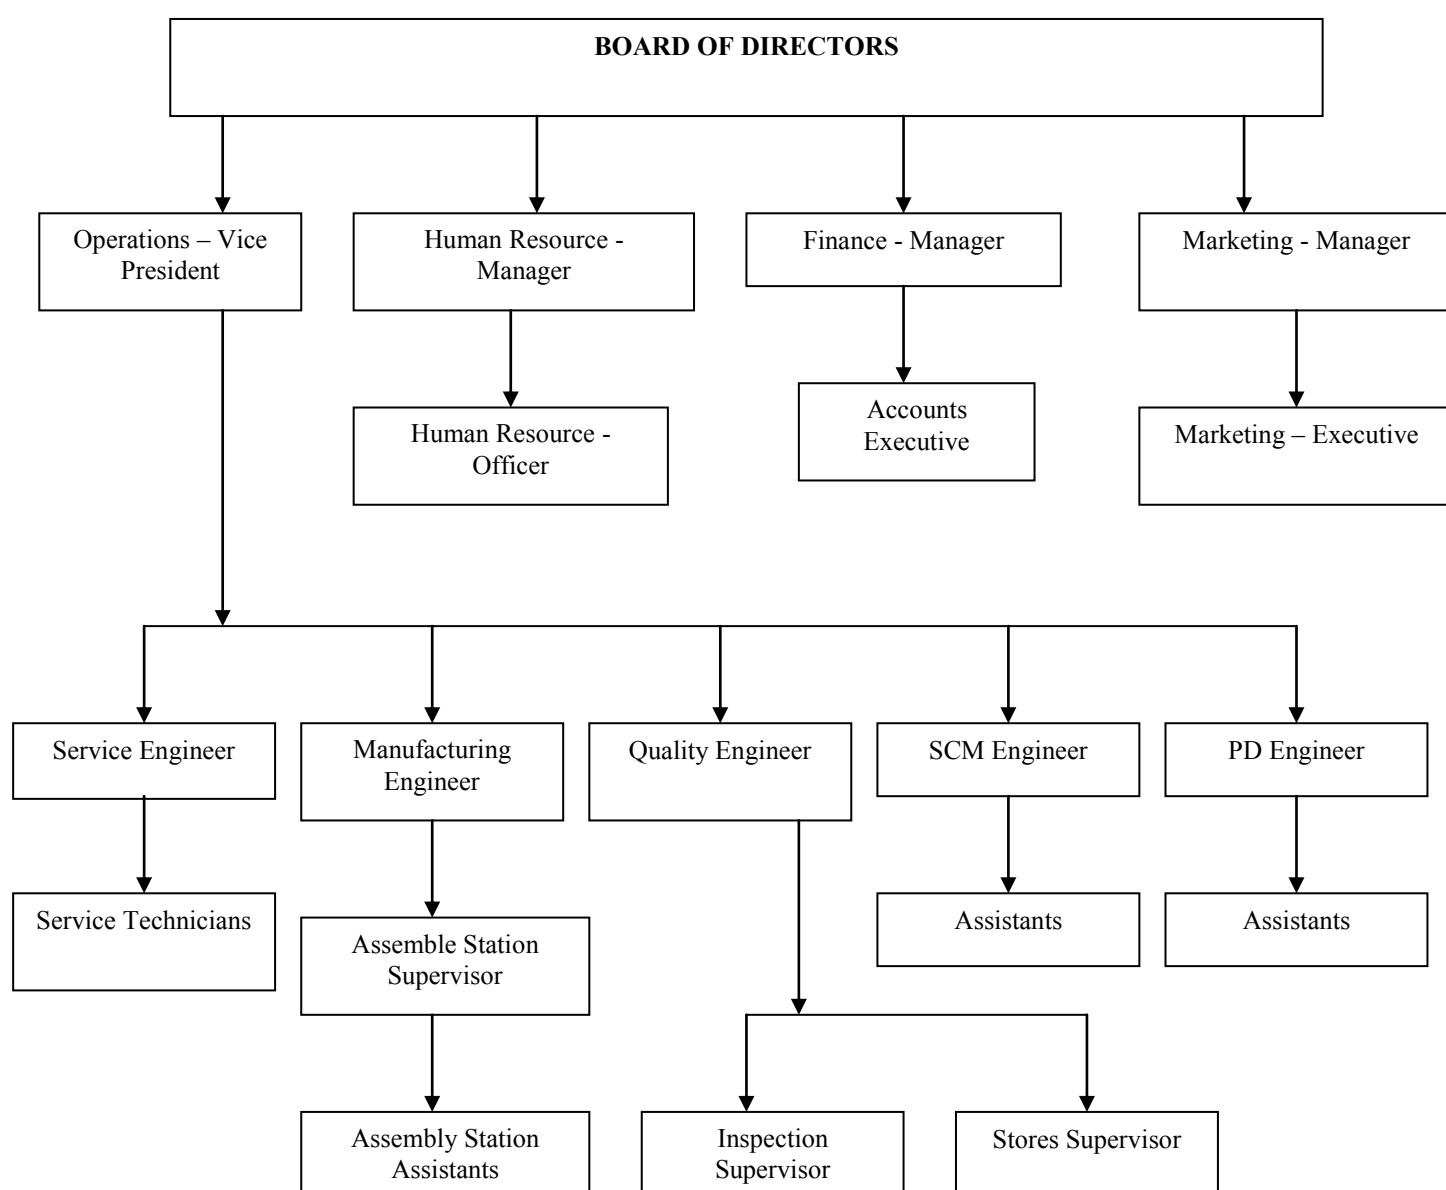 BOARD OF DIRECTORS
Operations – Vice
President
Human Resource -
Manager
Finance - Manager
Marketing - Manager
Human Resource -
Officer
Accounts
Executive
Marketing – Executive
Service Engineer
Manufacturing
Engineer
Quality Engineer
SCM Engineer
PD Engineer
Service Technicians
Assemble Station
Supervisor
Assistants
Assistants
Assembly Station
Assistants
Inspection
Supervisor
Stores Supervisor